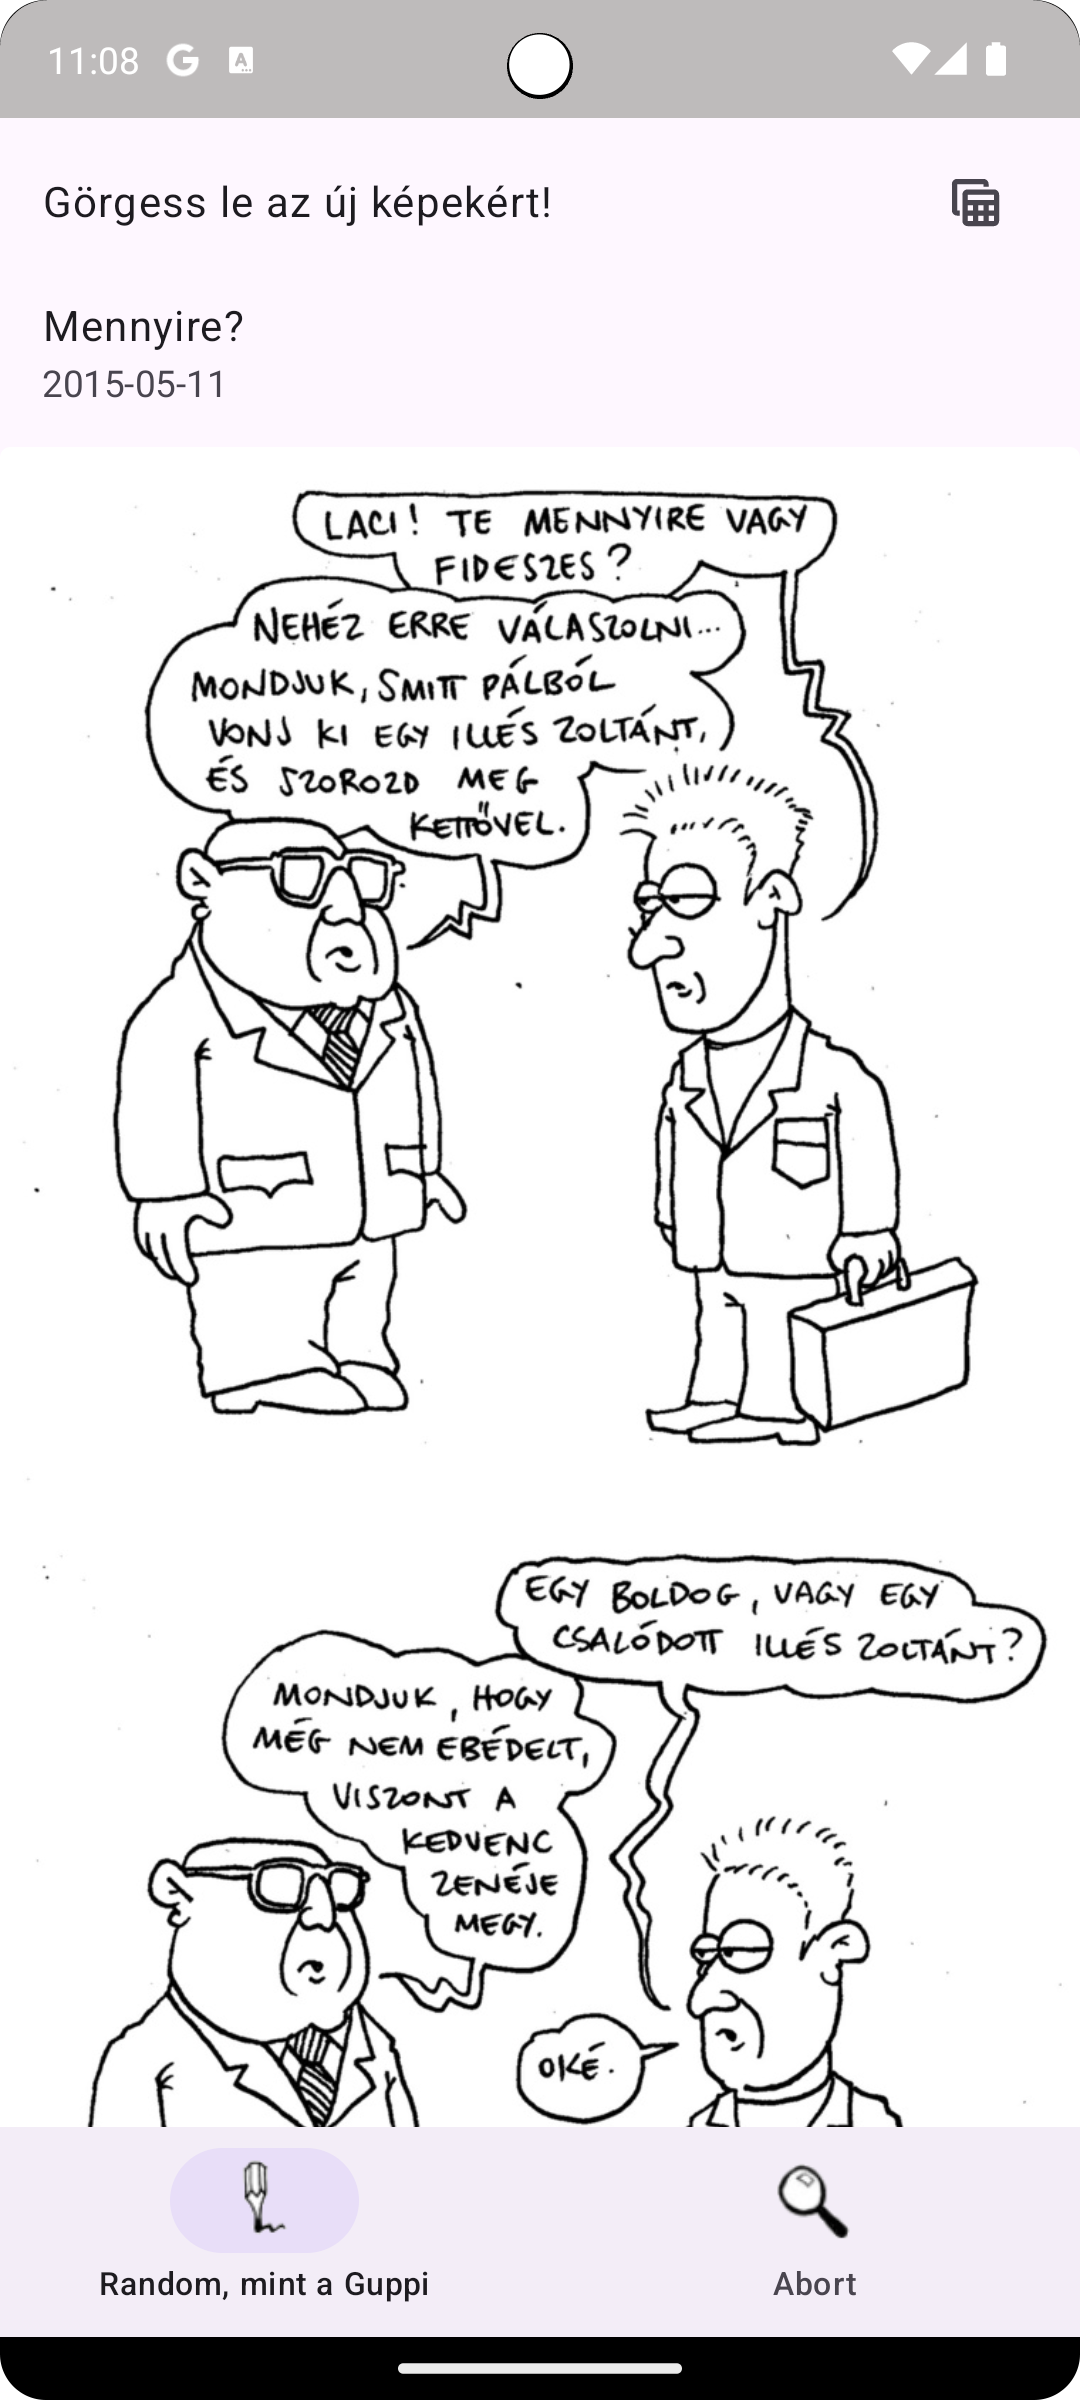 11:08
Görgess le az új képekért!
Mennyire?
2015-05-11
LACI! TE MENNYIRE VAGY
FIDESZES?
NEHÉZ ERRE VÁLASZOLNI...
MONDJUK, SMITT PÁLBÓL
VONJ KI EGY ILLÉS ZOLTÁNT,
ÉS SZOROZD MEG
KETTŐVEL.
EGY BOLDOG, VAGY EGY
CSALÓDOTT ILLÉS ZOLTÁNT?
MONDJUK, HOGY
MÉG NEM EBÉDELT,
VISZONT A
KEDVENC
ZENÉJE
MEGY.
OKÉ.
Random, mint a Guppi
Abort